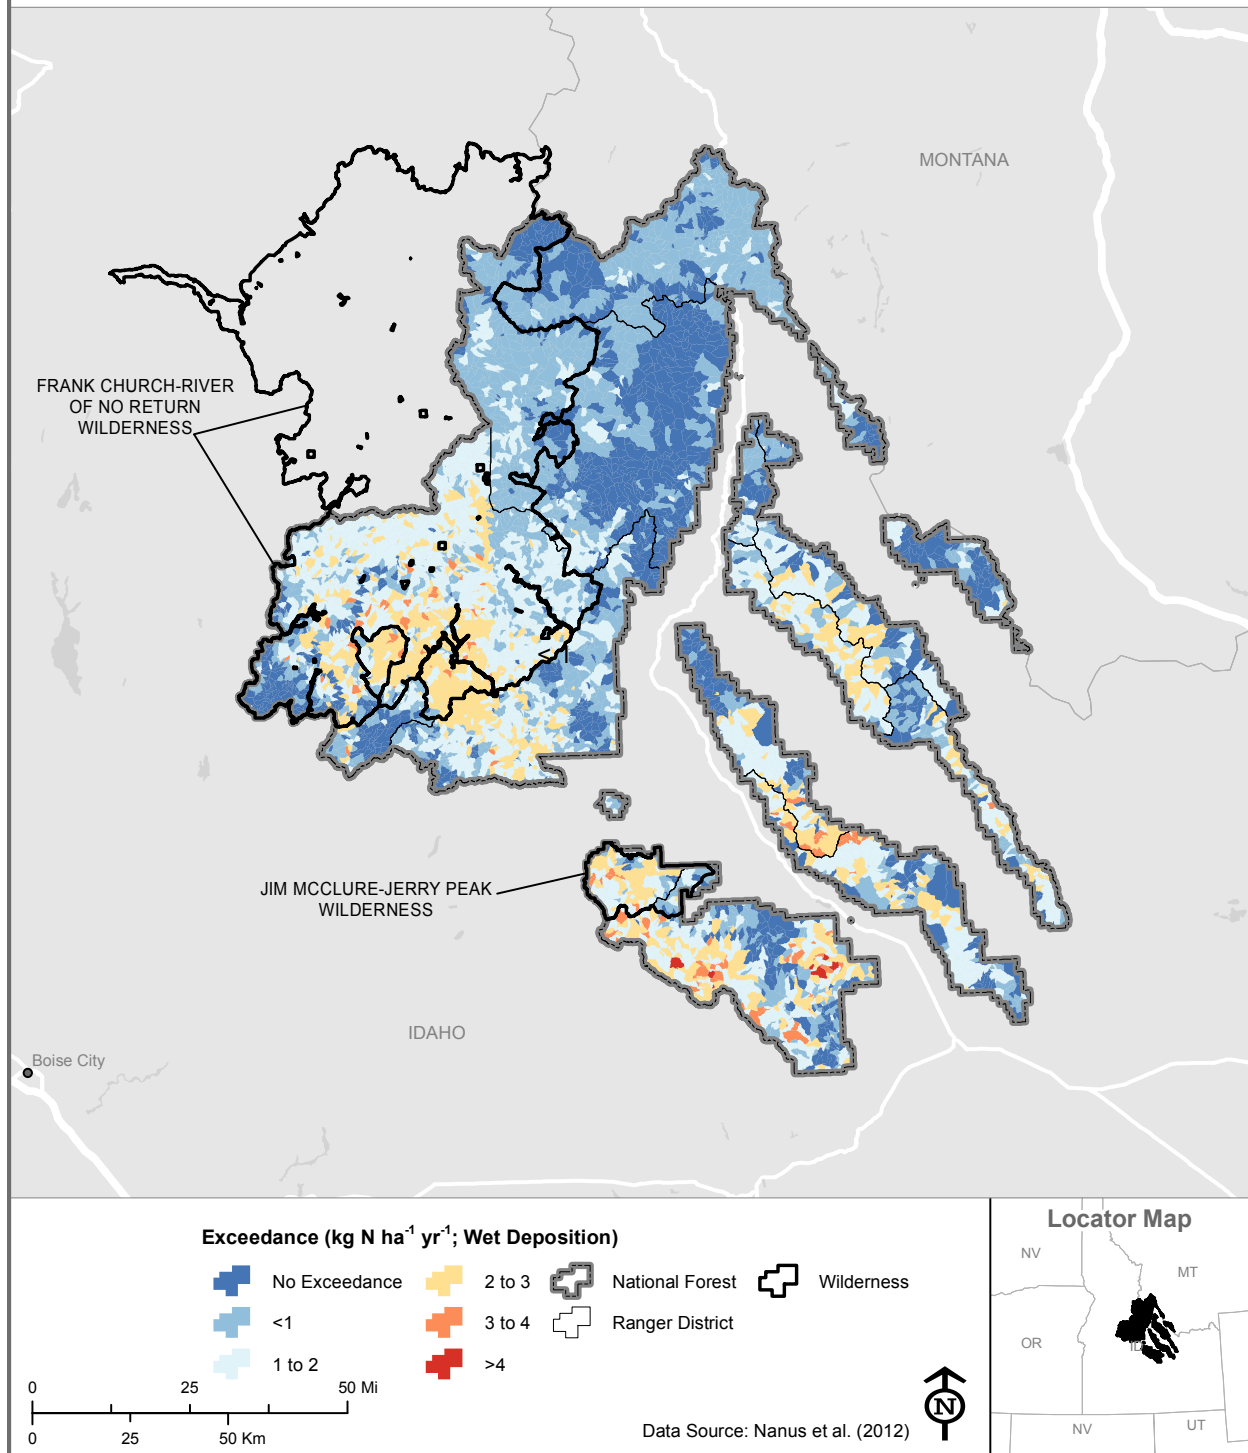 MONTANA
FRANK CHURCH-RIVER
OF NO RETURN
WILDERNESS
<1
JIM MCCLURE-JERRY PEAK
WILDERNESS
IDAHO
Boise City
Exceedance (kg N ha-1 yr-1; Wet Deposition)
No Exceedance
<1
1 to 2
2 to 3
3 to 4
>4
National Forest
Ranger District
Wilderness
0 25 50 Mi
0 25 50 Km
Data Source: Nanus et al. (2012)
N
Locator Map
NV
MT
OR
ID
NV
UT